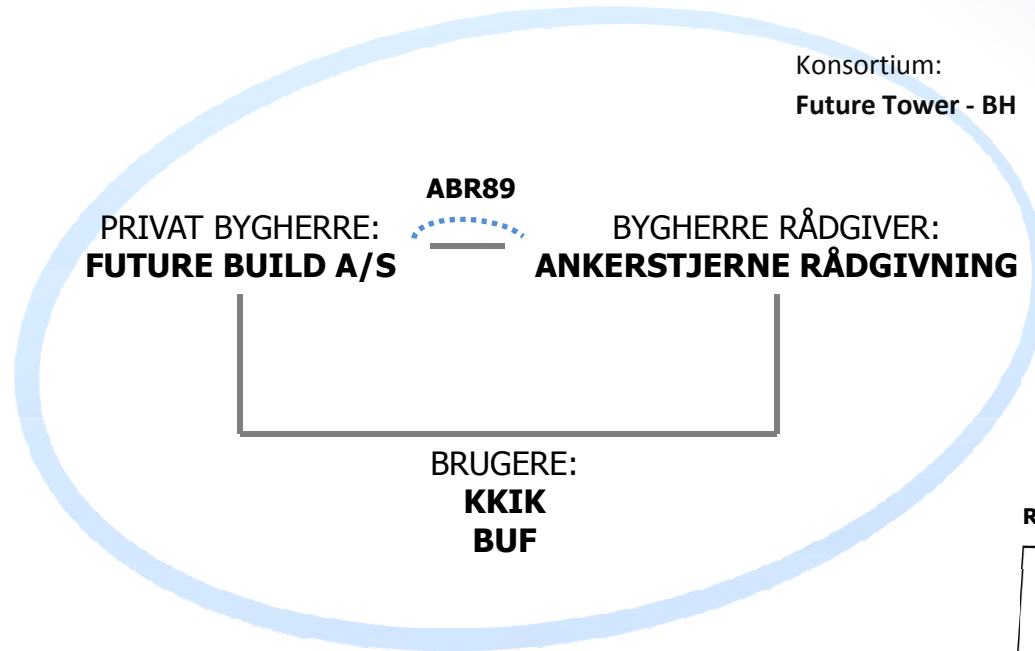 Konsortium:
Future Tower - BH
ABR89
PRIVAT BYGHERRE:
FUTURE BUILD A/S
BYGHERRE RÅDGIVER:
ANKERSTJERNE RÅDGIVNING
BRUGERE:
KKIK
BUF